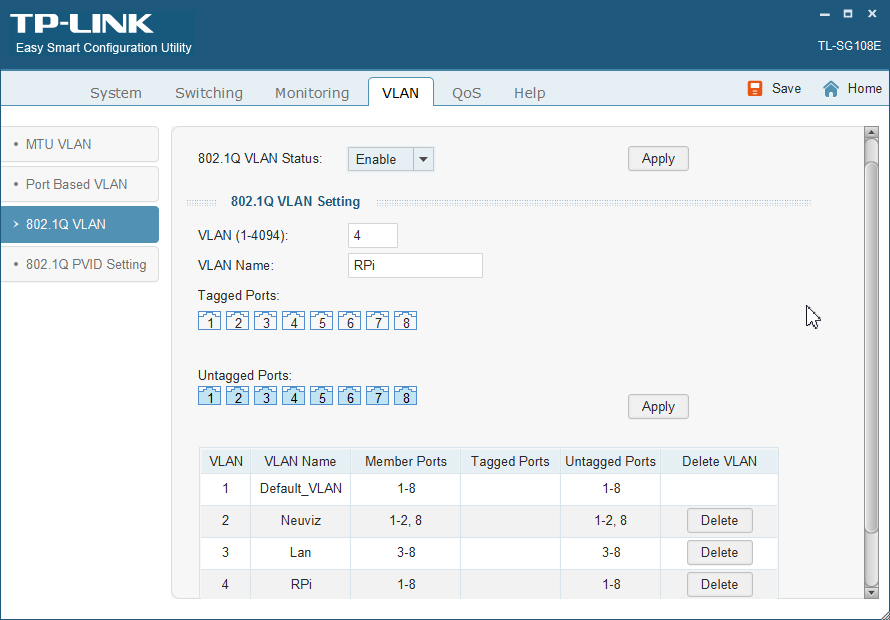 TP-LINK
Easy Smart Configuration Utility
TL-SG108E
System Switching Monitoring VLAN QoS Help Save Home
MTU VLAN
Port Based VLAN
802.1Q VLAN
802.1Q PVID Setting
802.1Q VLAN Status: Enable Apply
802.1Q VLAN Setting
VLAN (1-4094): 4
VLAN Name: RPi
Tagged Ports:
1 2 3 4 5 6 7 8
Untagged Ports:
1 2 3 4 5 6 7 8
Apply
VLAN VLAN Name Member Ports Tagged Ports Untagged Ports Delete VLAN
1 Default_VLAN 1-8 1-8
2 Neuviz 1-2, 8 1-2, 8 Delete
3 Lan 3-8 3-8 Delete
4 RPi 1-8 1-8 Delete